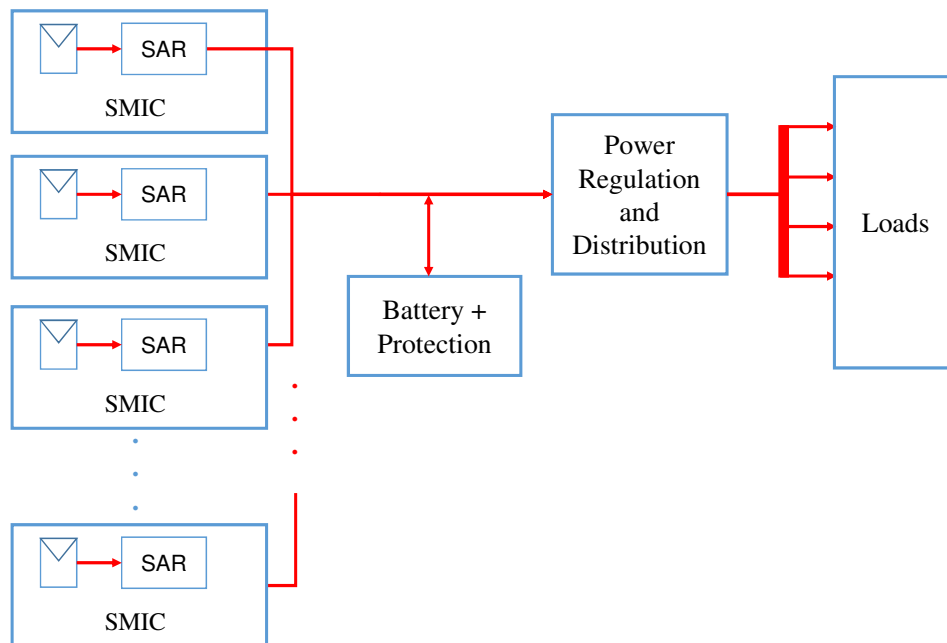 SAR
SMIC
SAR
SMIC
SAR
SMIC
SAR
SMIC
Battery +
Protection
Power
Regulation
and
Distribution
Loads